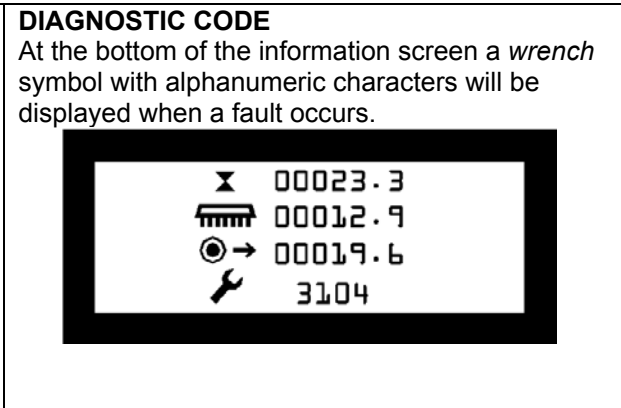 DIAGNOSTIC CODE
At the bottom of the information screen a wrench
symbol with alphanumeric characters will be
displayed when a fault occurs.
00023.3
00012.9
00019.6
3104